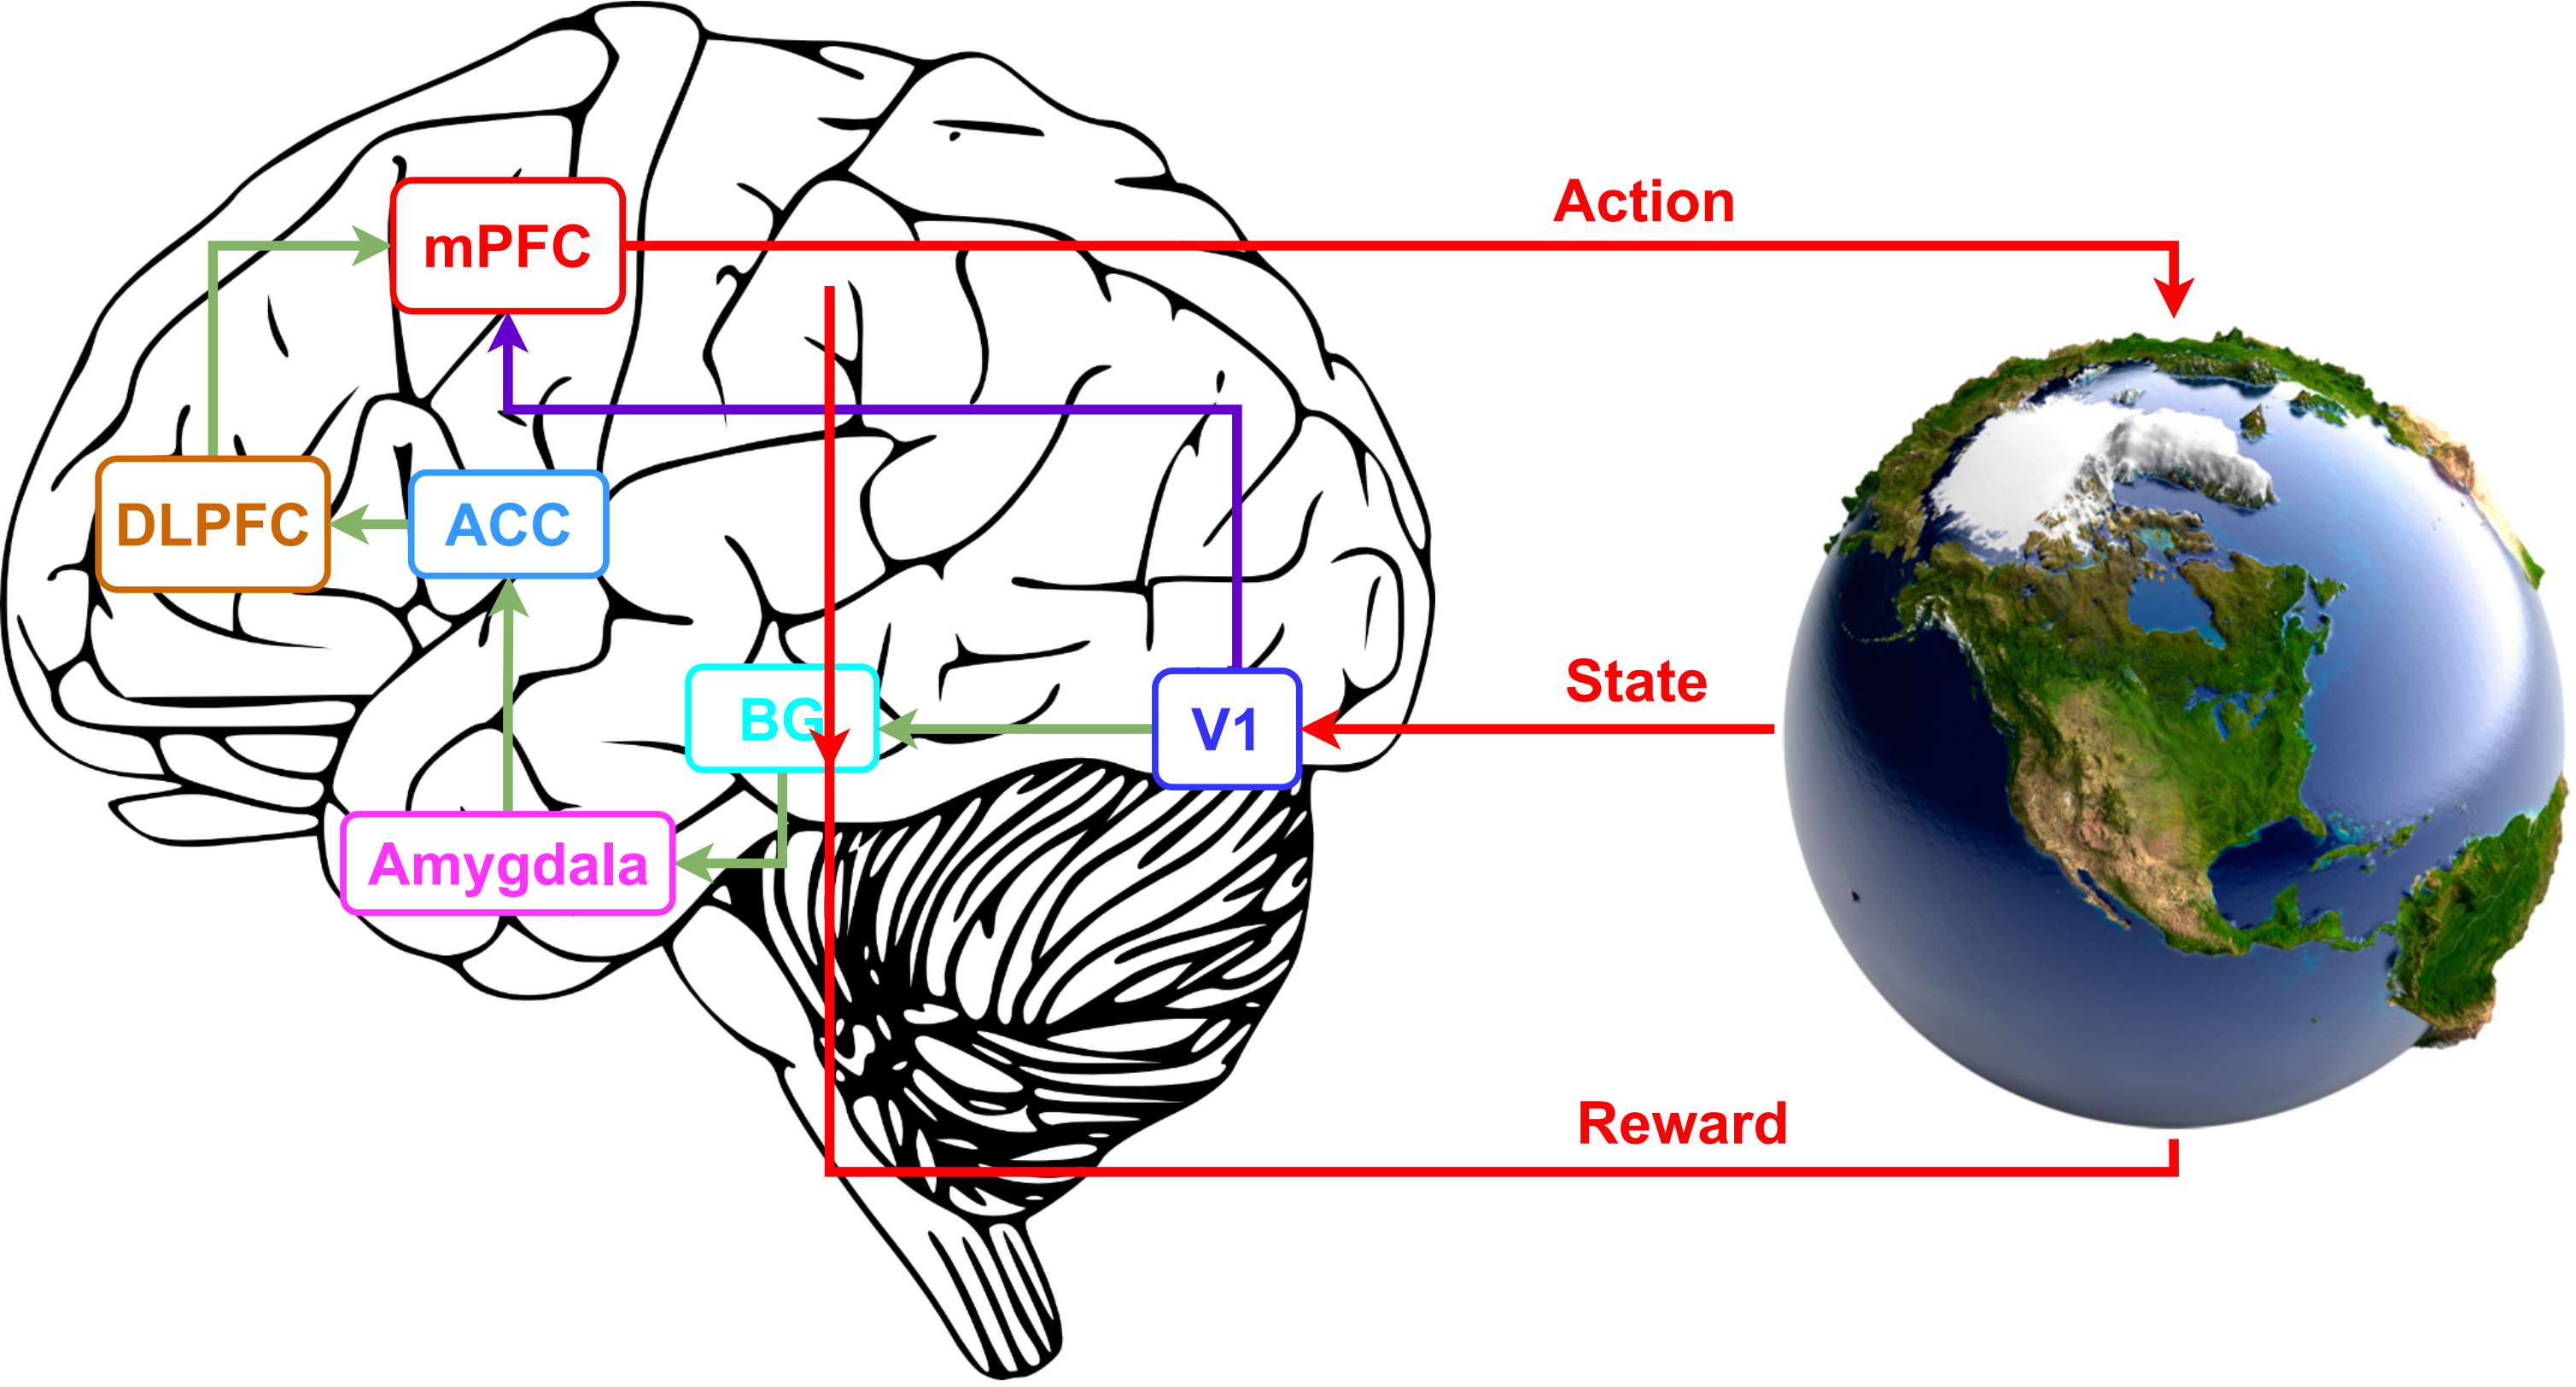 Action
mPFC
DLPFC
ACC
State
BG
V1
Amygdala
Reward